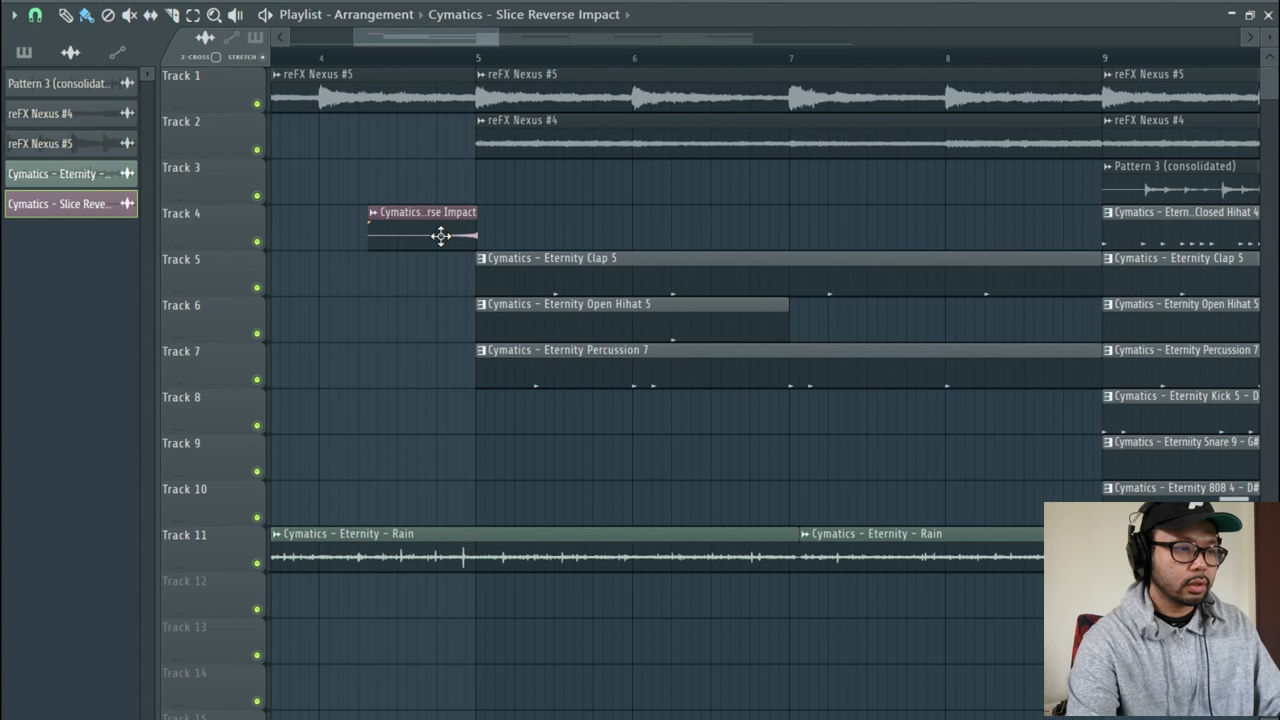 Playlist - Arrangement › Cymatics - Slice Reverse Impact ›
Z-CROSS STRETCH
4 5 6 7 8 9
Pattern 3 (consolidat..
reFX Nexus #4
reFX Nexus #5
Cymatics - Eternity -..
Cymatics - Slice Reve..
Track 1
reFX Nexus #5
reFX Nexus #5
reFX Nexus #5
Track 2
reFX Nexus #4
reFX Nexus #4
Track 3
Pattern 3 (consolidated)
Track 4
Cymatics..rse Impact
Cymatics - Etern..Closed Hihat 4
Track 5
Cymatics - Eternity Clap 5
Cymatics - Eternity Clap 5
Track 6
Cymatics - Eternity Open Hihat 5
Cymatics - Eternity Open Hihat 5
Track 7
Cymatics - Eternity Percussion 7
Cymatics - Eternity Percussion 7
Track 8
Cymatics - Eternity Kick 5 - D
Track 9
Cymatics - Eterniity Snare 9 - G#
Track 10
Cymatics - Eternity 808 4 - D#
Track 11
Cymatics - Eternity - Rain
Cymatics - Eternity - Rain
Track 12
Track 13
Track 14